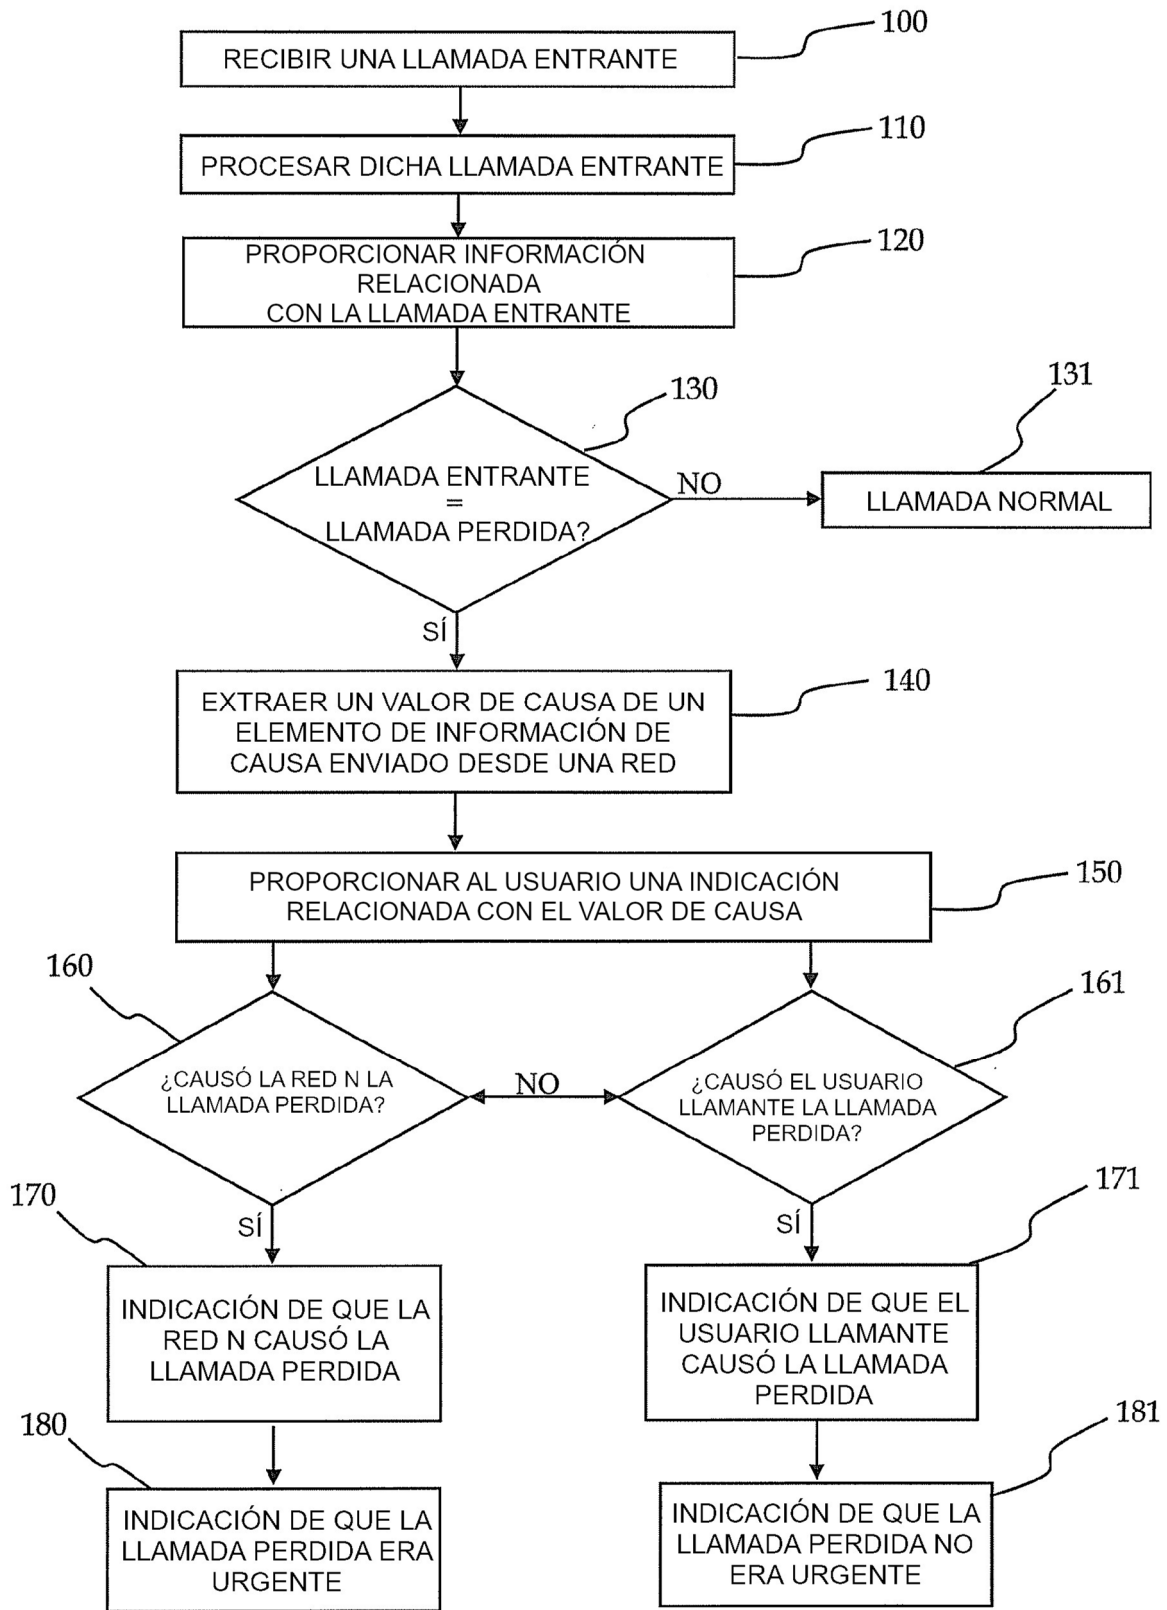 100
RECIBIR UNA LLAMADA ENTRANTE
110
PROCESAR DICHA LLAMADA ENTRANTE
120
PROPORCIONAR INFORMACIÓN
RELACIONADA
CON LA LLAMADA ENTRANTE
130
131
LLAMADA ENTRANTE
=
LLAMADA PERDIDA?
NO
LLAMADA NORMAL
SÍ
140
EXTRAER UN VALOR DE CAUSA DE UN
ELEMENTO DE INFORMACIÓN DE
CAUSA ENVIADO DESDE UNA RED
150
PROPORCIONAR AL USUARIO UNA INDICACIÓN
RELACIONADA CON EL VALOR DE CAUSA
160
161
¿CAUSÓ LA RED N LA
LLAMADA PERDIDA?
NO
¿CAUSÓ EL USUARIO
LLAMANTE LA LLAMADA
PERDIDA?
170
SÍ
171
SÍ
INDICACIÓN DE QUE LA
RED N CAUSÓ LA
LLAMADA PERDIDA
INDICACIÓN DE QUE EL
USUARIO LLAMANTE
CAUSÓ LA LLAMADA
PERDIDA
180
181
INDICACIÓN DE QUE LA
LLAMADA PERDIDA ERA
URGENTE
INDICACIÓN DE QUE LA
LLAMADA PERDIDA NO
ERA URGENTE